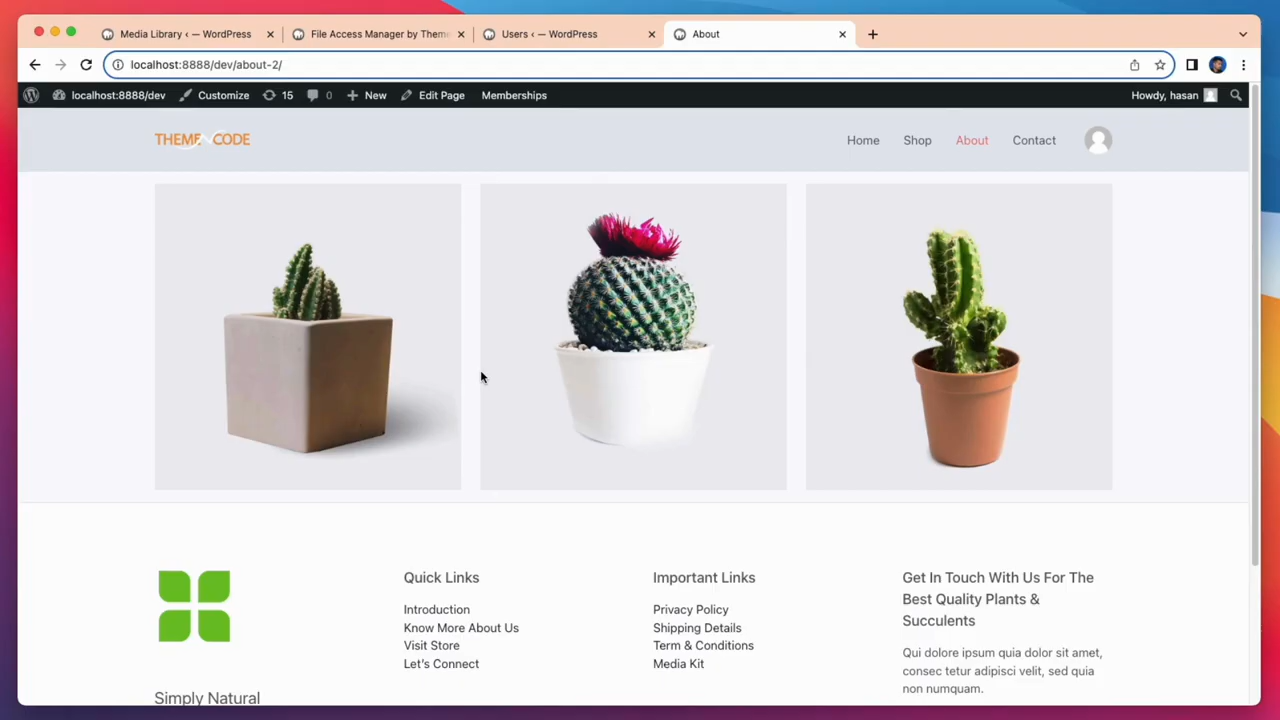 Media Library ‹ — WordPress
File Access Manager by Theme
Users ‹ — WordPress
About
localhost:8888/dev/about-2/
localhost:8888/dev
Customize
15
0
New
Edit Page
Memberships
Howdy, hasan
THEMENCODE
Home
Shop
About
Contact
Quick Links
Introduction
Know More About Us
Visit Store
Let's Connect
Important Links
Privacy Policy
Shipping Details
Term & Conditions
Media Kit
Get In Touch With Us For The
Best Quality Plants &
Succulents
Qui dolore ipsum quia dolor sit amet,
consec tetur adipisci velit, sed quia
non numquam.
Simply Natural